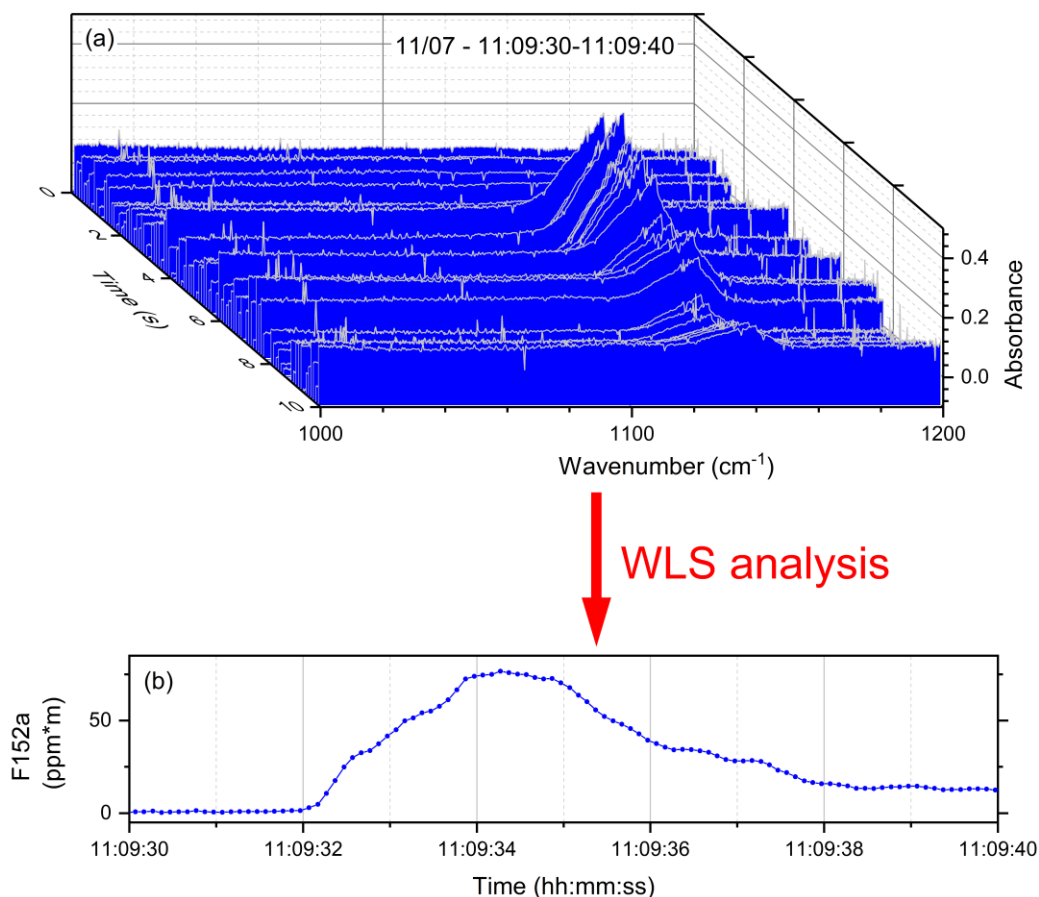 (a)
11/07 - 11:09:30-11:09:40
0
2
4
6
8
10
Time (s)
0.4
0.2
0.0
Absorbance
1000
1100
1200
Wavenumber (cm⁻¹)
WLS analysis
(b)
F152a
(ppm*m)
50
0
11:09:30
11:09:32
11:09:34
11:09:36
11:09:38
11:09:40
Time (hh:mm:ss)